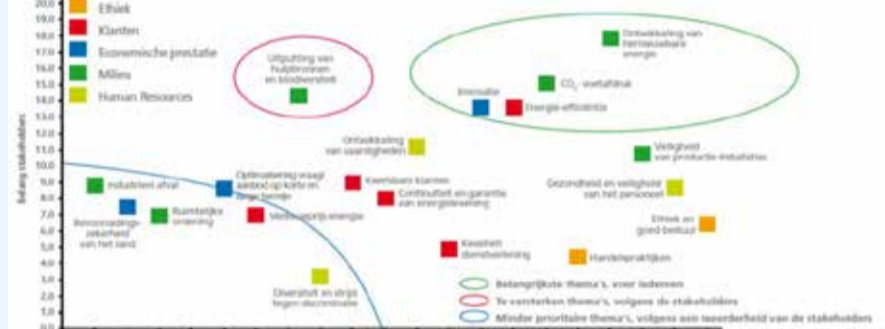 20,0
19,0
18,0
17,0
16,0
15,0
14,0
13,0
12,0
11,0
10,0
9,0
8,0
7,0
6,0
5,0
4,0
3,0
2,0
1,0
0,0
Belang stakeholders
Ethiek
Klanten
Economische prestatie
Milieu
Human Resources
Uitputting van
hulpbronnen
en biodiversiteit
Ontwikkeling van
hernieuwbare
energie
CO₂-voetafdruk
Innovatie
Energie-efficiëntie
Ontwikkeling
van vaardigheden
Veiligheid
van productie-installaties
Industrieel afval
Optimalisering vraag/
aanbod op korte en
lange termijn
Kwetsbare klanten
Continuïteit en garantie
van energielevering
Gezondheid en veiligheid
van het personeel
Bevoorradings-
zekerheid
van het land
Ruimtelijke
ordening
Verkoopprijs energie
Ethiek en
goed bestuur
Kwaliteit
dienstverlening
Handelspraktijken
Diversiteit en strijd
tegen discriminatie
Belangrijkste thema's, voor iedereen
Te versterken thema's, volgens de stakeholders
Minder prioritaire thema's, volgens een meerderheid van de stakeholders